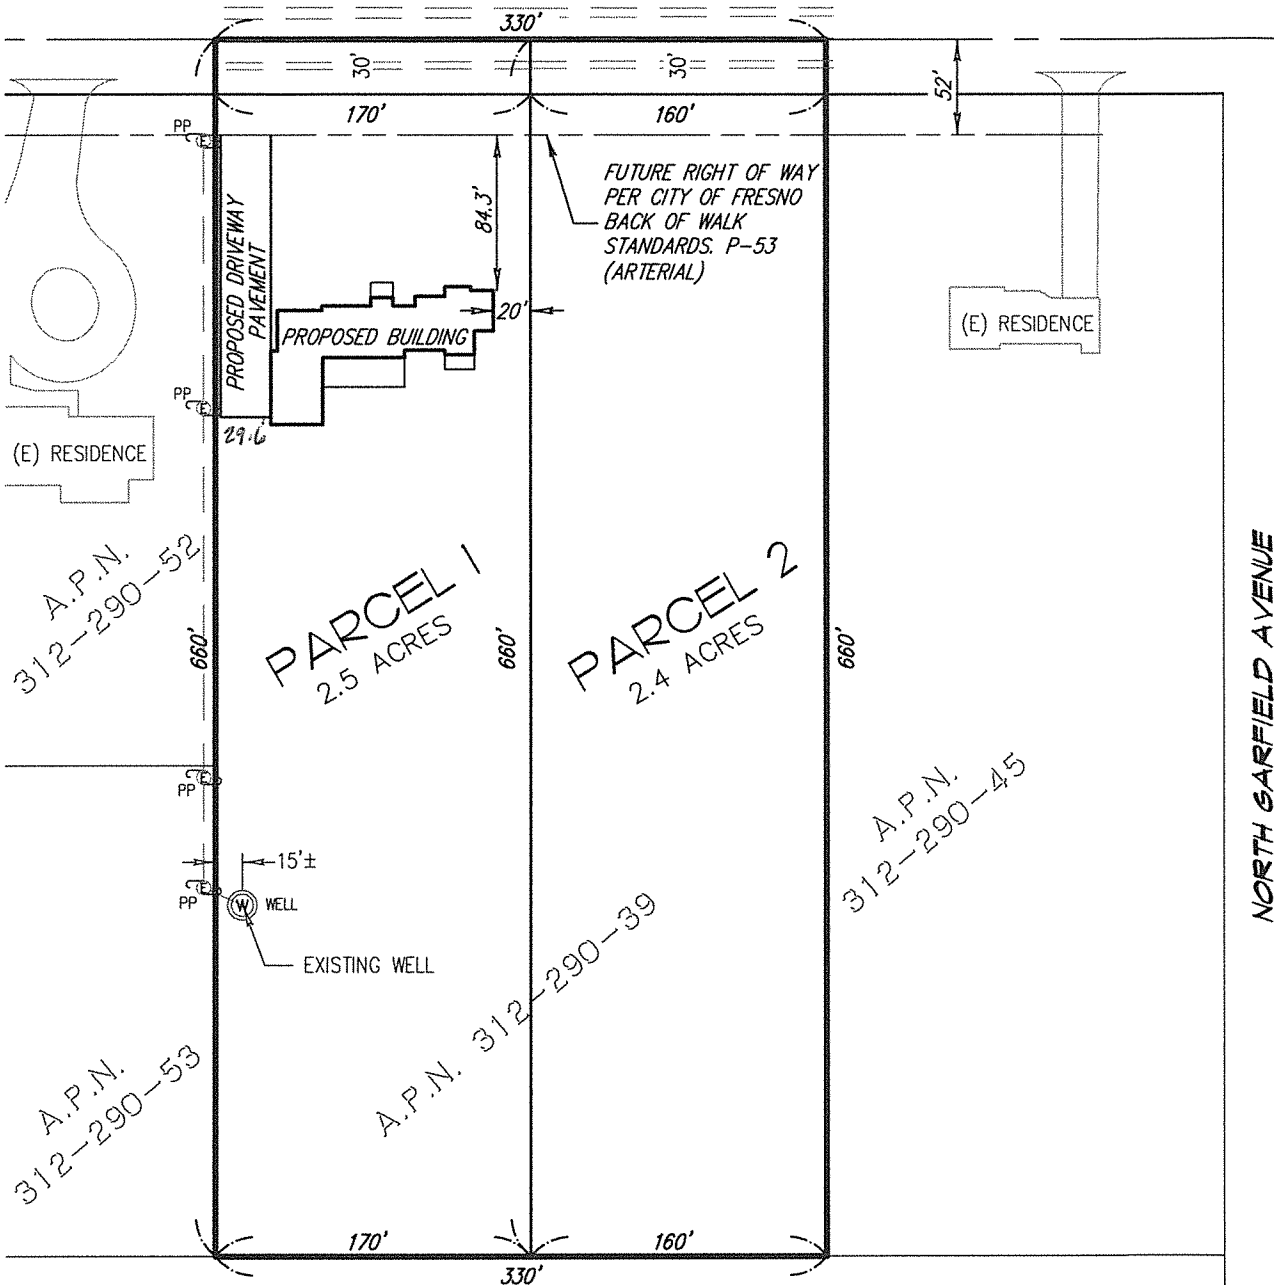 330'
30'
30'
52'
170'
160'
PP
E
FUTURE RIGHT OF WAY
PER CITY OF FRESNO
BACK OF WALK
STANDARDS. P-53
(ARTERIAL)
84.3'
PROPOSED DRIVEWAY
PAVEMENT
20'
PROPOSED BUILDING
(E) RESIDENCE
PP
E
29.6
(E) RESIDENCE
A.P.N.
312-290-52
PARCEL 1
2.5 ACRES
PARCEL 2
2.4 ACRES
660'
660'
660'
NORTH GARFIELD AVENUE
E
PP
A.P.N.
312-290-45
15'±
E
PP
W
WELL
EXISTING WELL
A.P.N. 312-290-39
A.P.N.
312-290-53
170'
160'
330'